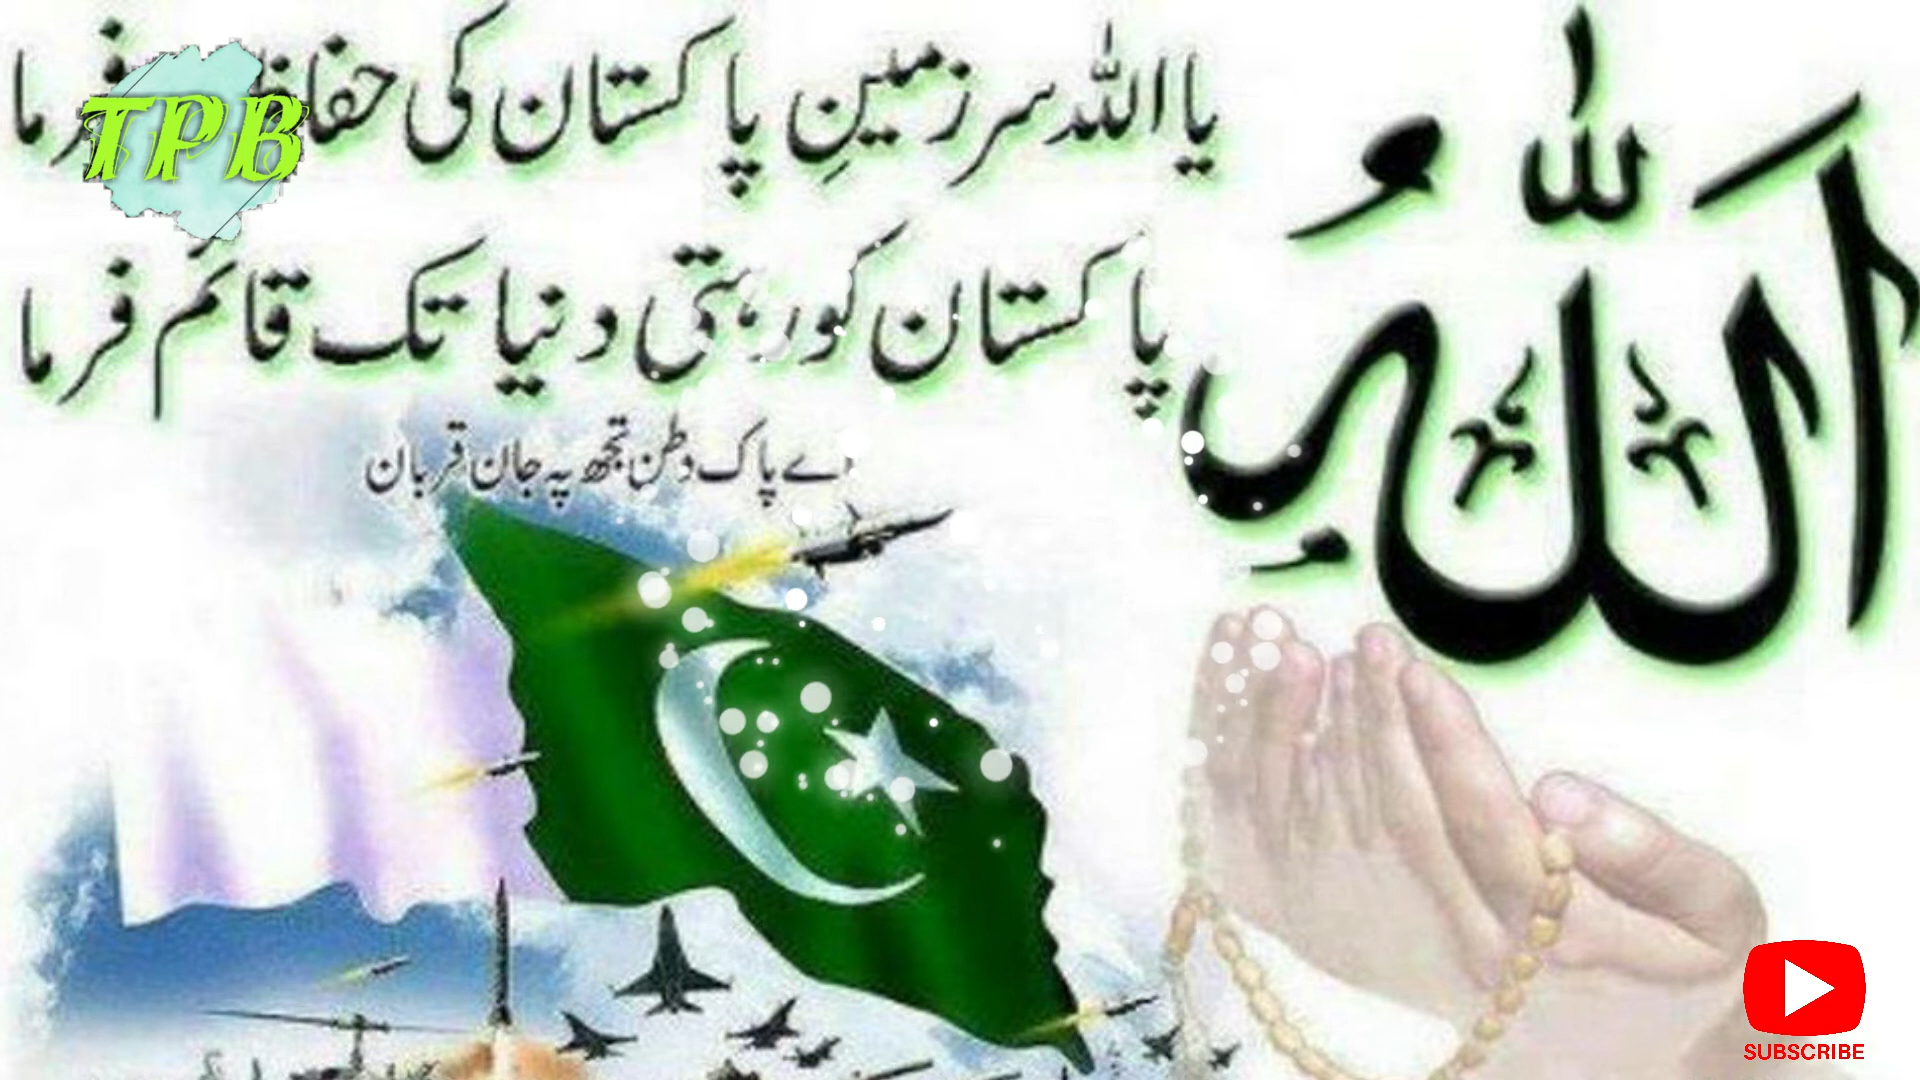 یا اللہ سرزمینِ پاکستان کی حفاظت فرما
پاکستان کو رہتی دنیا تک قائم فرما
اے پاک وطن تجھ پہ جان قربان
اللہُ
اللہِ
TPB
SUBSCRIBE